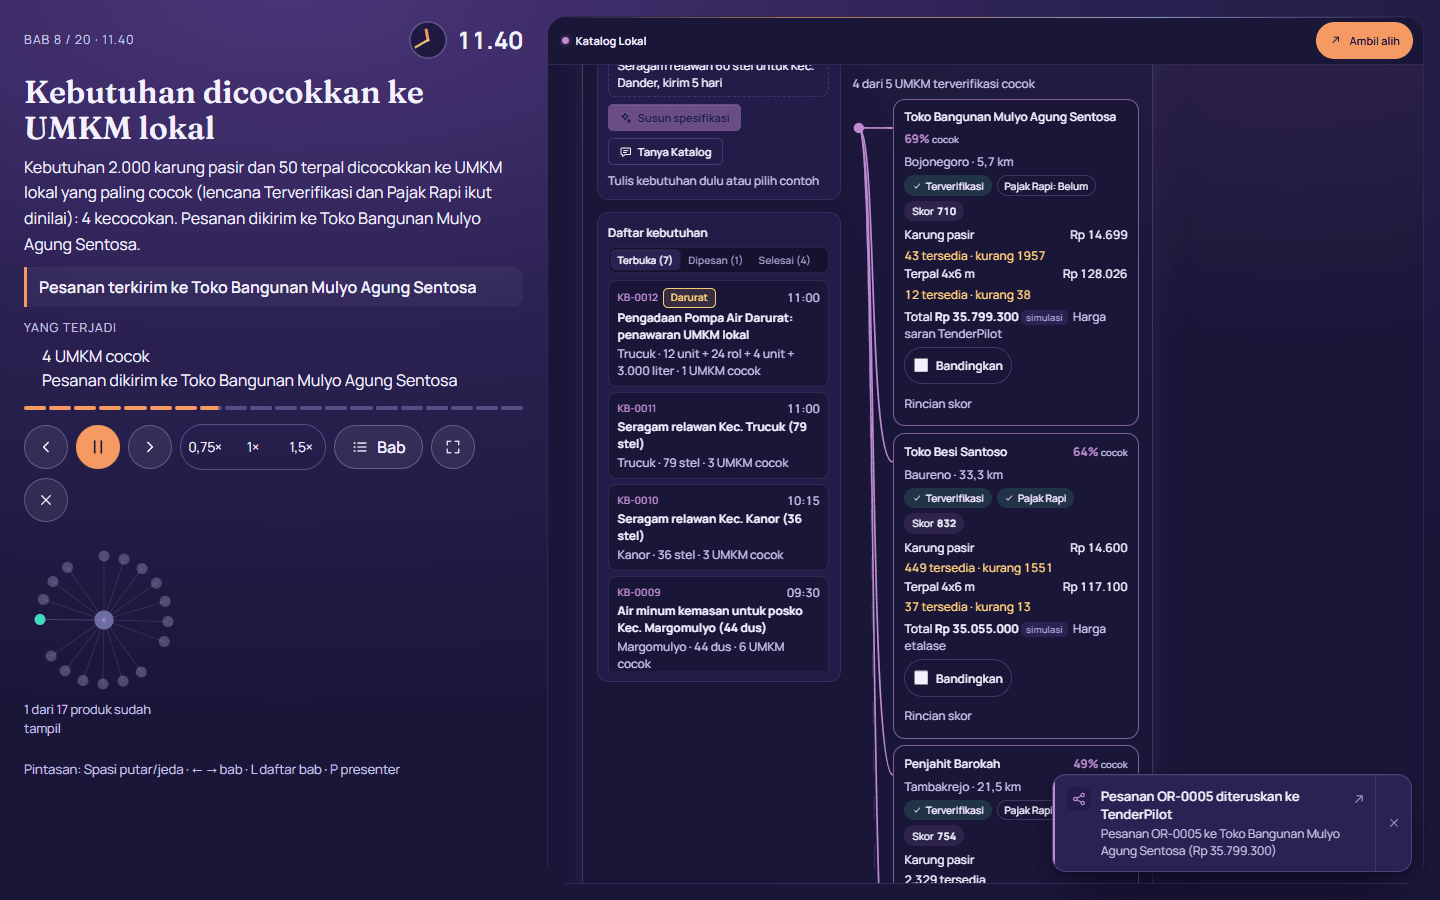 BAB 8 / 20 · 11.40
11.40
Kebutuhan dicocokkan ke
UMKM lokal
Kebutuhan 2.000 karung pasir dan 50 terpal dicocokkan ke UMKM
lokal yang paling cocok (lencana Terverifikasi dan Pajak Rapi ikut
dinilai): 4 kecocokan. Pesanan dikirim ke Toko Bangunan Mulyo
Agung Sentosa.
Pesanan terkirim ke Toko Bangunan Mulyo Agung Sentosa
YANG TERJADI
4 UMKM cocok
Pesanan dikirim ke Toko Bangunan Mulyo Agung Sentosa
0,75× 1× 1,5×
Bab
1 dari 17 produk sudah
tampil
Pintasan: Spasi putar/jeda · ← → bab · L daftar bab · P presenter
Katalog Lokal
Ambil alih
Seragam relawan 60 stel untuk Kec.
Dander, kirim 5 hari
Susun spesifikasi
Tanya Katalog
Tulis kebutuhan dulu atau pilih contoh
Daftar kebutuhan
Terbuka (7) Dipesan (1) Selesai (4)
KB-0012 Darurat 11:00
Pengadaan Pompa Air Darurat:
penawaran UMKM lokal
Trucuk · 12 unit + 24 rol + 4 unit +
3.000 liter · 1 UMKM cocok
KB-0011 11:00
Seragam relawan Kec. Trucuk (79
stel)
Trucuk · 79 stel · 3 UMKM cocok
KB-0010 10:15
Seragam relawan Kec. Kanor (36
stel)
Kanor · 36 stel · 3 UMKM cocok
KB-0009 09:30
Air minum kemasan untuk posko
Kec. Margomulyo (44 dus)
Margomulyo · 44 dus · 6 UMKM
cocok
4 dari 5 UMKM terverifikasi cocok
Toko Bangunan Mulyo Agung Sentosa
69% cocok
Bojonegoro · 5,7 km
✓ Terverifikasi Pajak Rapi: Belum
Skor 710
Karung pasir Rp 14.699
43 tersedia · kurang 1957
Terpal 4x6 m Rp 128.026
12 tersedia · kurang 38
Total Rp 35.799.300 simulasi Harga
saran TenderPilot
Bandingkan
Rincian skor
Toko Besi Santoso 64% cocok
Baureno · 33,3 km
✓ Terverifikasi ✓ Pajak Rapi
Skor 832
Karung pasir Rp 14.600
449 tersedia · kurang 1551
Terpal 4x6 m Rp 117.100
37 tersedia · kurang 13
Total Rp 35.055.000 simulasi Harga
etalase
Bandingkan
Rincian skor
Penjahit Barokah 49% cocok
Tambakrejo · 21,5 km
✓ Terverifikasi Pajak Rapi
Skor 754
Karung pasir
2.329 tersedia
Pesanan OR-0005 diteruskan ke
TenderPilot
Pesanan OR-0005 ke Toko Bangunan Mulyo
Agung Sentosa (Rp 35.799.300)